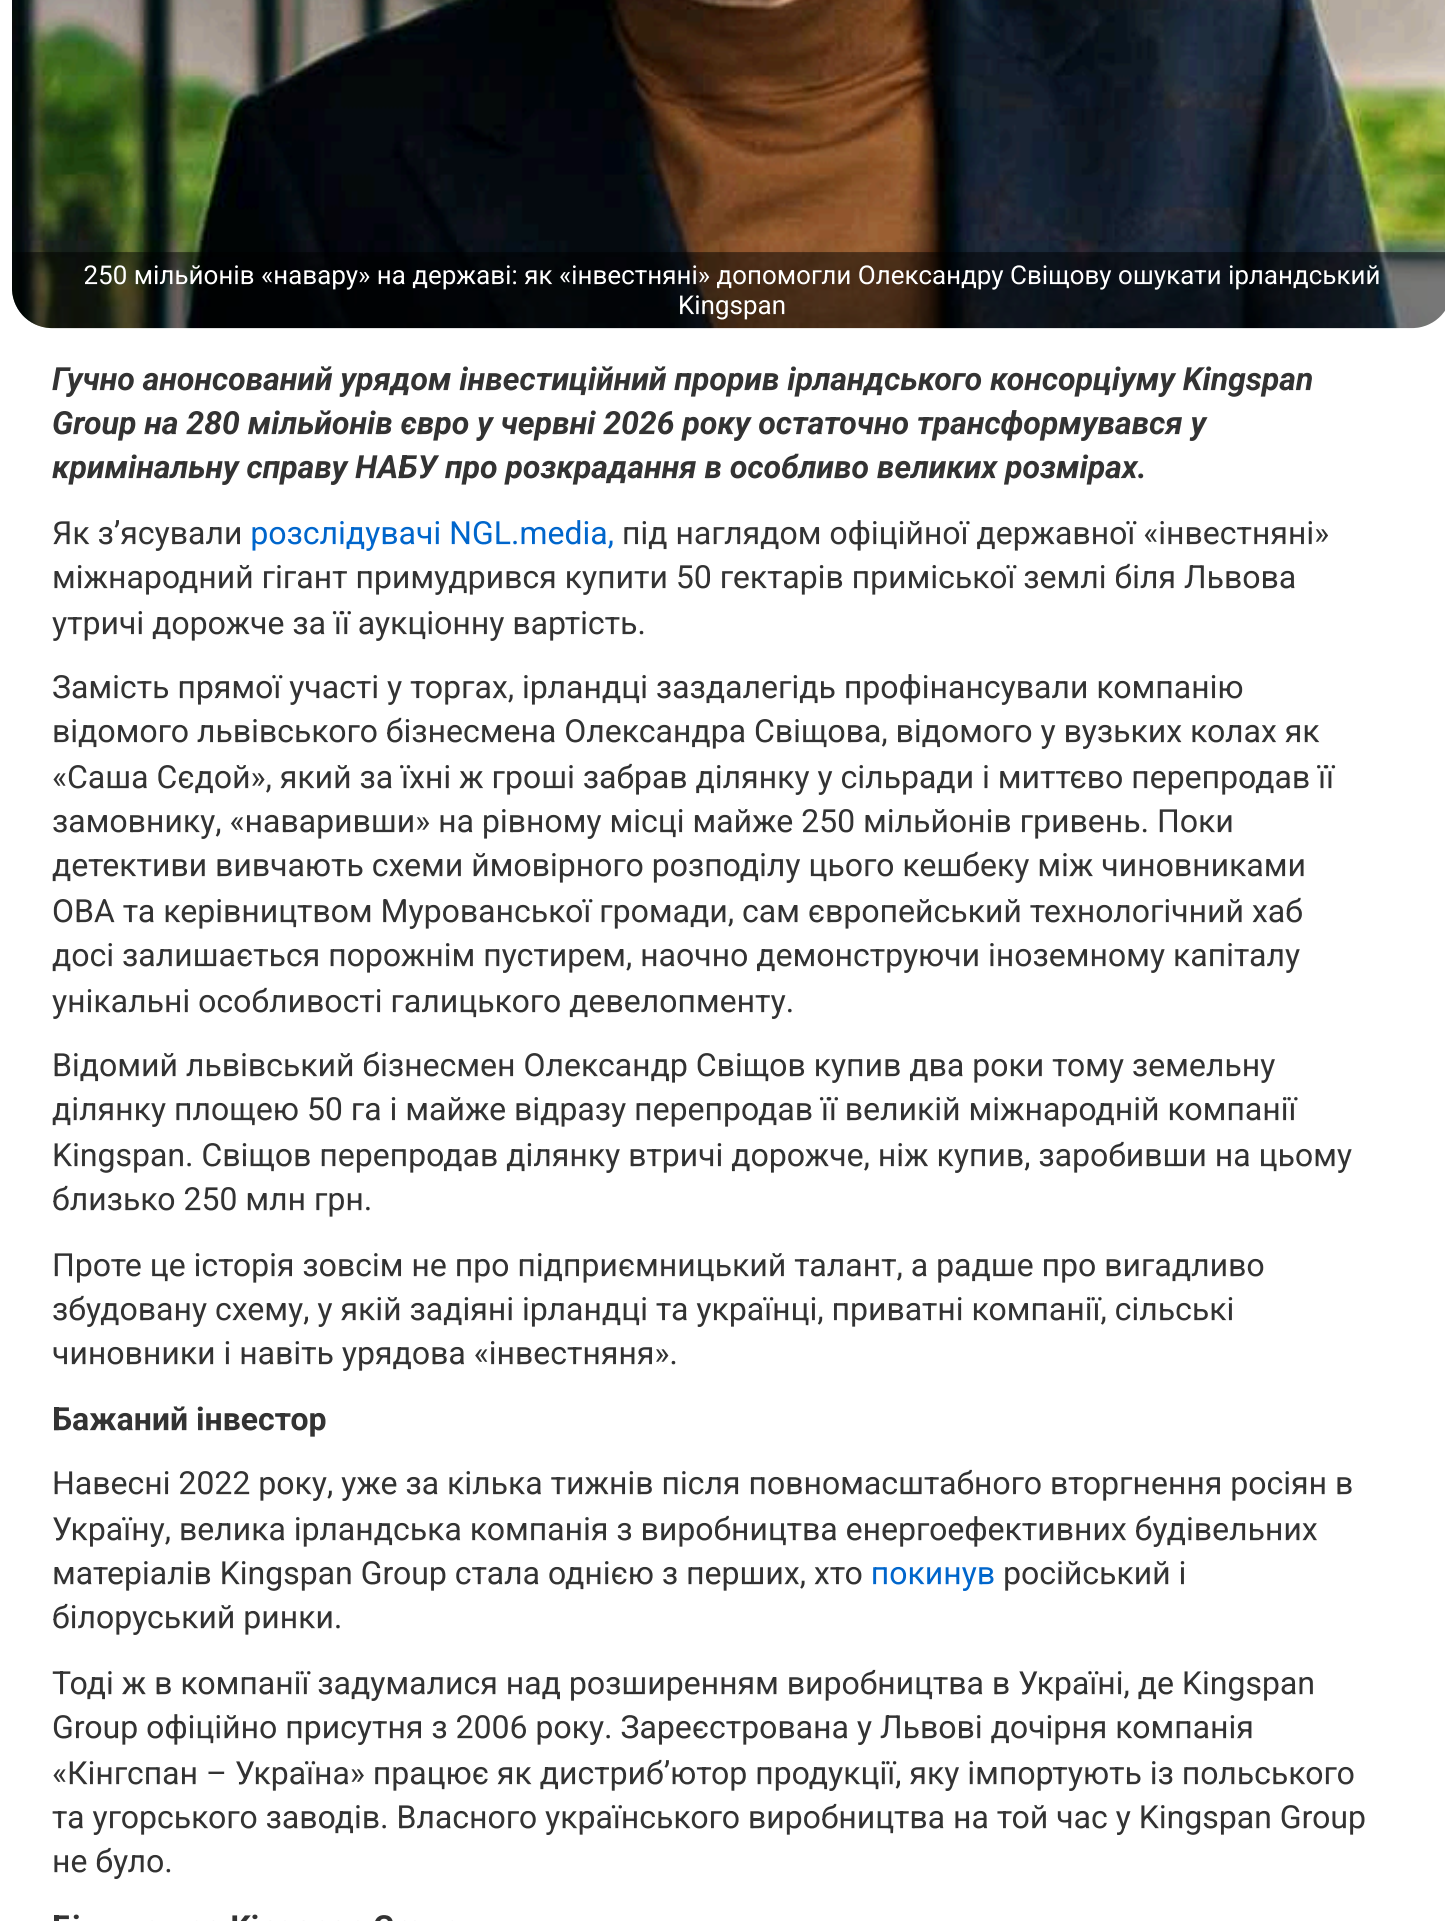 250 мільйонів «навару» на державі: як «інвестняні» допомогли Олександру Свіщову ошукати ірландський
Kingspan
Гучно анонсований урядом інвестиційний прорив ірландського консорціуму Kingspan
Group на 280 мільйонів євро у червні 2026 року остаточно трансформувався у
кримінальну справу НАБУ про розкрадання в особливо великих розмірах.
Як з’ясували розслідувачі NGL.media, під наглядом офіційної державної «інвестняні»
міжнародний гігант примудрився купити 50 гектарів приміської землі біля Львова
утричі дорожче за її аукціонну вартість.
Замість прямої участі у торгах, ірландці заздалегідь профінансували компанію
відомого львівського бізнесмена Олександра Свіщова, відомого у вузьких колах як
«Саша Сєдой», який за їхні ж гроші забрав ділянку у сільради і миттєво перепродав її
замовнику, «наваривши» на рівному місці майже 250 мільйонів гривень. Поки
детективи вивчають схеми ймовірного розподілу цього кешбеку між чиновниками
ОВА та керівництвом Мурованської громади, сам європейський технологічний хаб
досі залишається порожнім пустирем, наочно демонструючи іноземному капіталу
унікальні особливості галицького девелопменту.
Відомий львівський бізнесмен Олександр Свіщов купив два роки тому земельну
ділянку площею 50 га і майже відразу перепродав її великій міжнародній компанії
Kingspan. Свіщов перепродав ділянку втричі дорожче, ніж купив, заробивши на цьому
близько 250 млн грн.
Проте це історія зовсім не про підприємницький талант, а радше про вигадливо
збудовану схему, у якій задіяні ірландці та українці, приватні компанії, сільські
чиновники і навіть урядова «інвестняня».
Бажаний інвестор
Навесні 2022 року, уже за кілька тижнів після повномасштабного вторгнення росіян в
Україну, велика ірландська компанія з виробництва енергоефективних будівельних
матеріалів Kingspan Group стала однією з перших, хто покинув російський і
білоруський ринки.
Тоді ж в компанії задумалися над розширенням виробництва в Україні, де Kingspan
Group офіційно присутня з 2006 року. Зареєстрована у Львові дочірня компанія
«Кінгспан – Україна» працює як дистриб’ютор продукції, яку імпортують із польського
та угорського заводів. Власного українського виробництва на той час у Kingspan Group
не було.